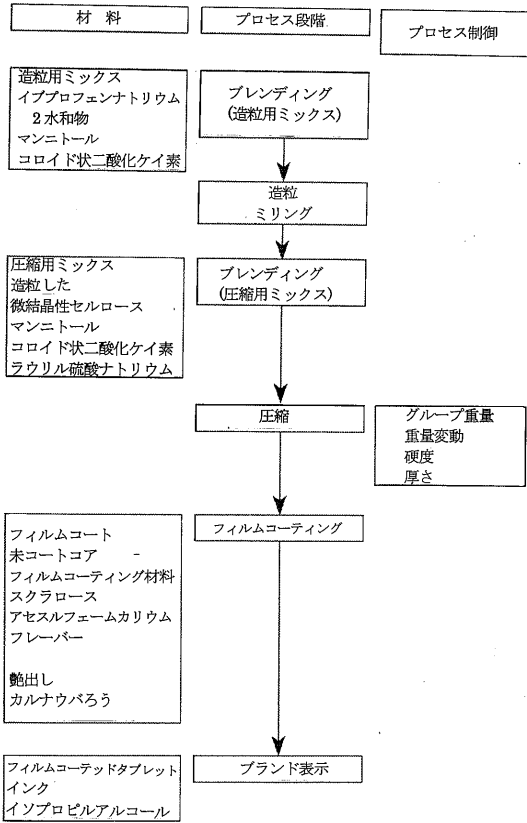 材料
プロセス段階
プロセス制御
造粒用ミックス
イブプロフェンナトリウム
2水和物
マンニトール
コロイド状二酸化ケイ素
ブレンディング
(造粒用ミックス)
造粒
ミリング
圧縮用ミックス
造粒した
微結晶性セルロース
マンニトール
コロイド状二酸化ケイ素
ラウリル硫酸ナトリウム
ブレンディング
(圧縮用ミックス)
圧縮
グループ重量
重量変動
硬度
厚さ
フィルムコート
未コートコア
フィルムコーティング材料
スクラロース
アセスルフェームカリウム
フレーバー
艶出し
カルナウバろう
フィルムコーティング
フィルムコーテッドタブレット
インク
イソプロピルアルコール
ブランド表示